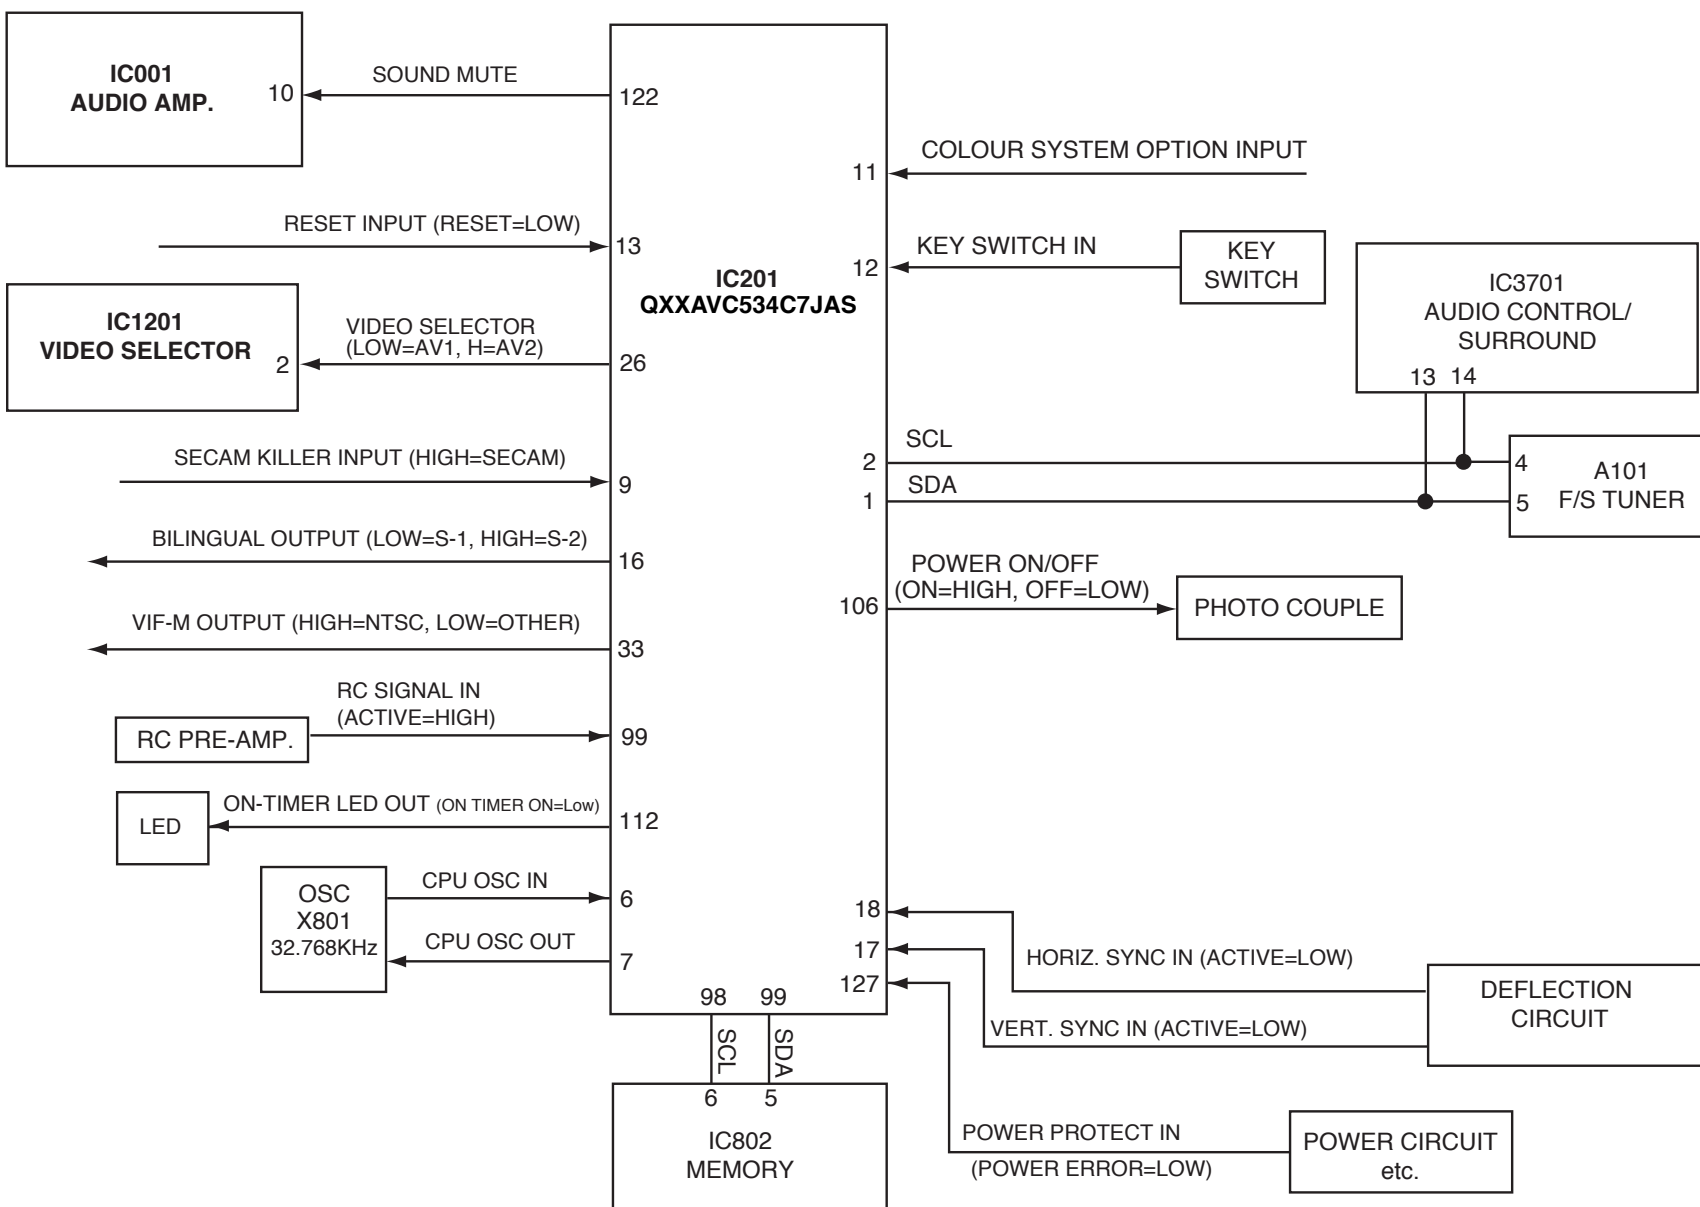 IC001
AUDIO AMP.
10
SOUND MUTE
122
COLOUR SYSTEM OPTION INPUT
11
RESET INPUT (RESET=LOW)
13
KEY SWITCH IN
12
KEY
SWITCH
IC201
QXXAVC534C7JAS
IC3701
AUDIO CONTROL/
SURROUND
13 14
IC1201
VIDEO SELECTOR
2
VIDEO SELECTOR
(LOW=AV1, H=AV2)
26
SCL
2
4
SDA
1
5
A101
F/S TUNER
SECAM KILLER INPUT (HIGH=SECAM)
9
BILINGUAL OUTPUT (LOW=S-1, HIGH=S-2)
16
POWER ON/OFF
(ON=HIGH, OFF=LOW)
106
PHOTO COUPLE
VIF-M OUTPUT (HIGH=NTSC, LOW=OTHER)
33
RC SIGNAL IN
(ACTIVE=HIGH)
RC PRE-AMP.
99
ON-TIMER LED OUT (ON TIMER ON=Low)
LED
112
OSC
X801
32.768KHz
CPU OSC IN
6
CPU OSC OUT
7
18
17
127
HORIZ. SYNC IN (ACTIVE=LOW)
VERT. SYNC IN (ACTIVE=LOW)
DEFLECTION
CIRCUIT
98 99
SCL
SDA
6 5
IC802
MEMORY
POWER PROTECT IN
(POWER ERROR=LOW)
POWER CIRCUIT
etc.